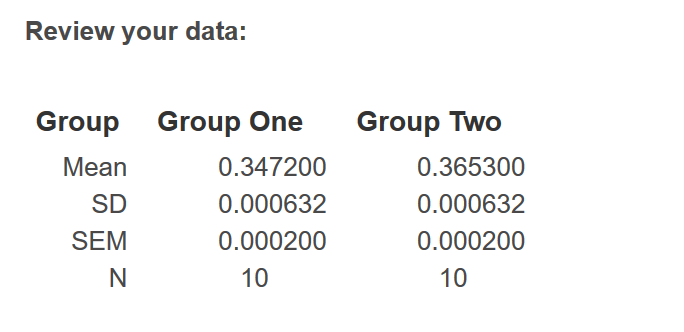 Review your data:
Group Group One Group Two
Mean 0.347200 0.365300
SD 0.000632 0.000632
SEM 0.000200 0.000200
N 10 10